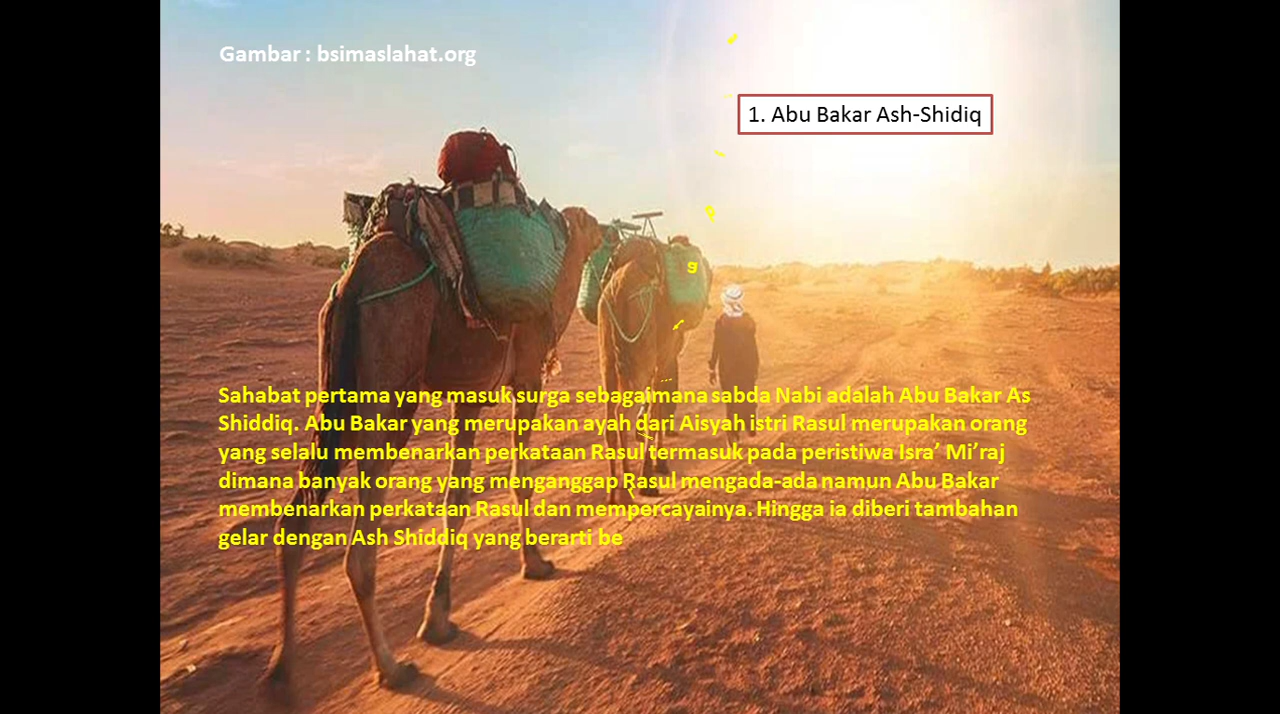 Gambar : bsimaslahat.org
1. Abu Bakar Ash-Shidiq
Sahabat pertama yang masuk surga sebagaimana sabda Nabi adalah Abu Bakar As
Shiddiq. Abu Bakar yang merupakan ayah dari Aisyah istri Rasul merupakan orang
yang selalu membenarkan perkataan Rasul termasuk pada peristiwa Isra’ Mi’raj
dimana banyak orang yang menganggap Rasul mengada-ada namun Abu Bakar
membenarkan perkataan Rasul dan mempercayainya. Hingga ia diberi tambahan
gelar dengan Ash Shiddiq yang berarti be